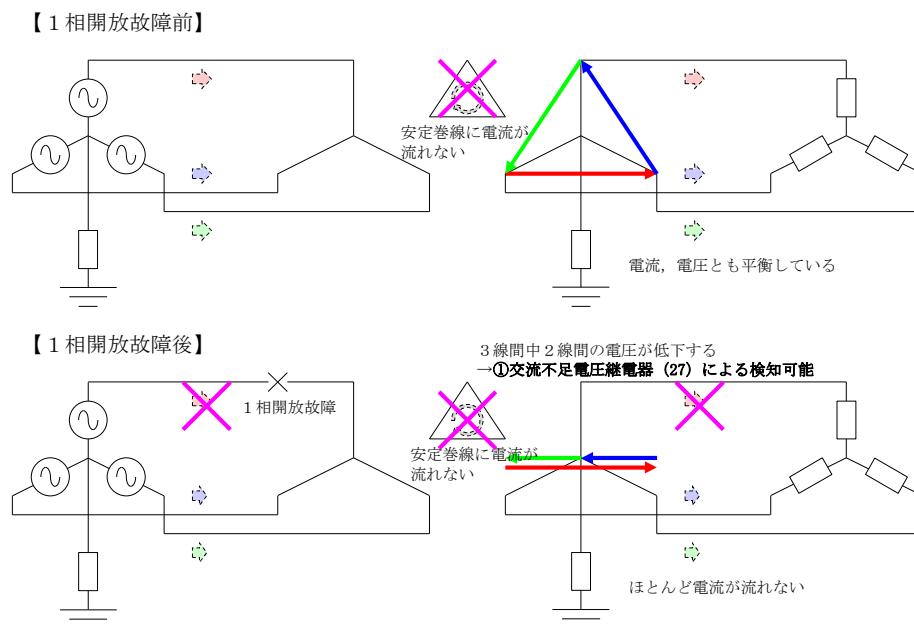 【１相開放故障前】
安定巻線に電流が
流れない
電流，電圧とも平衡している
【１相開放故障後】
３線間中２線間の電圧が低下する
→①交流不足電圧継電器（27）による検知可能
１相開放故障
安定巻線に電流が
流れない
ほとんど電流が流れない